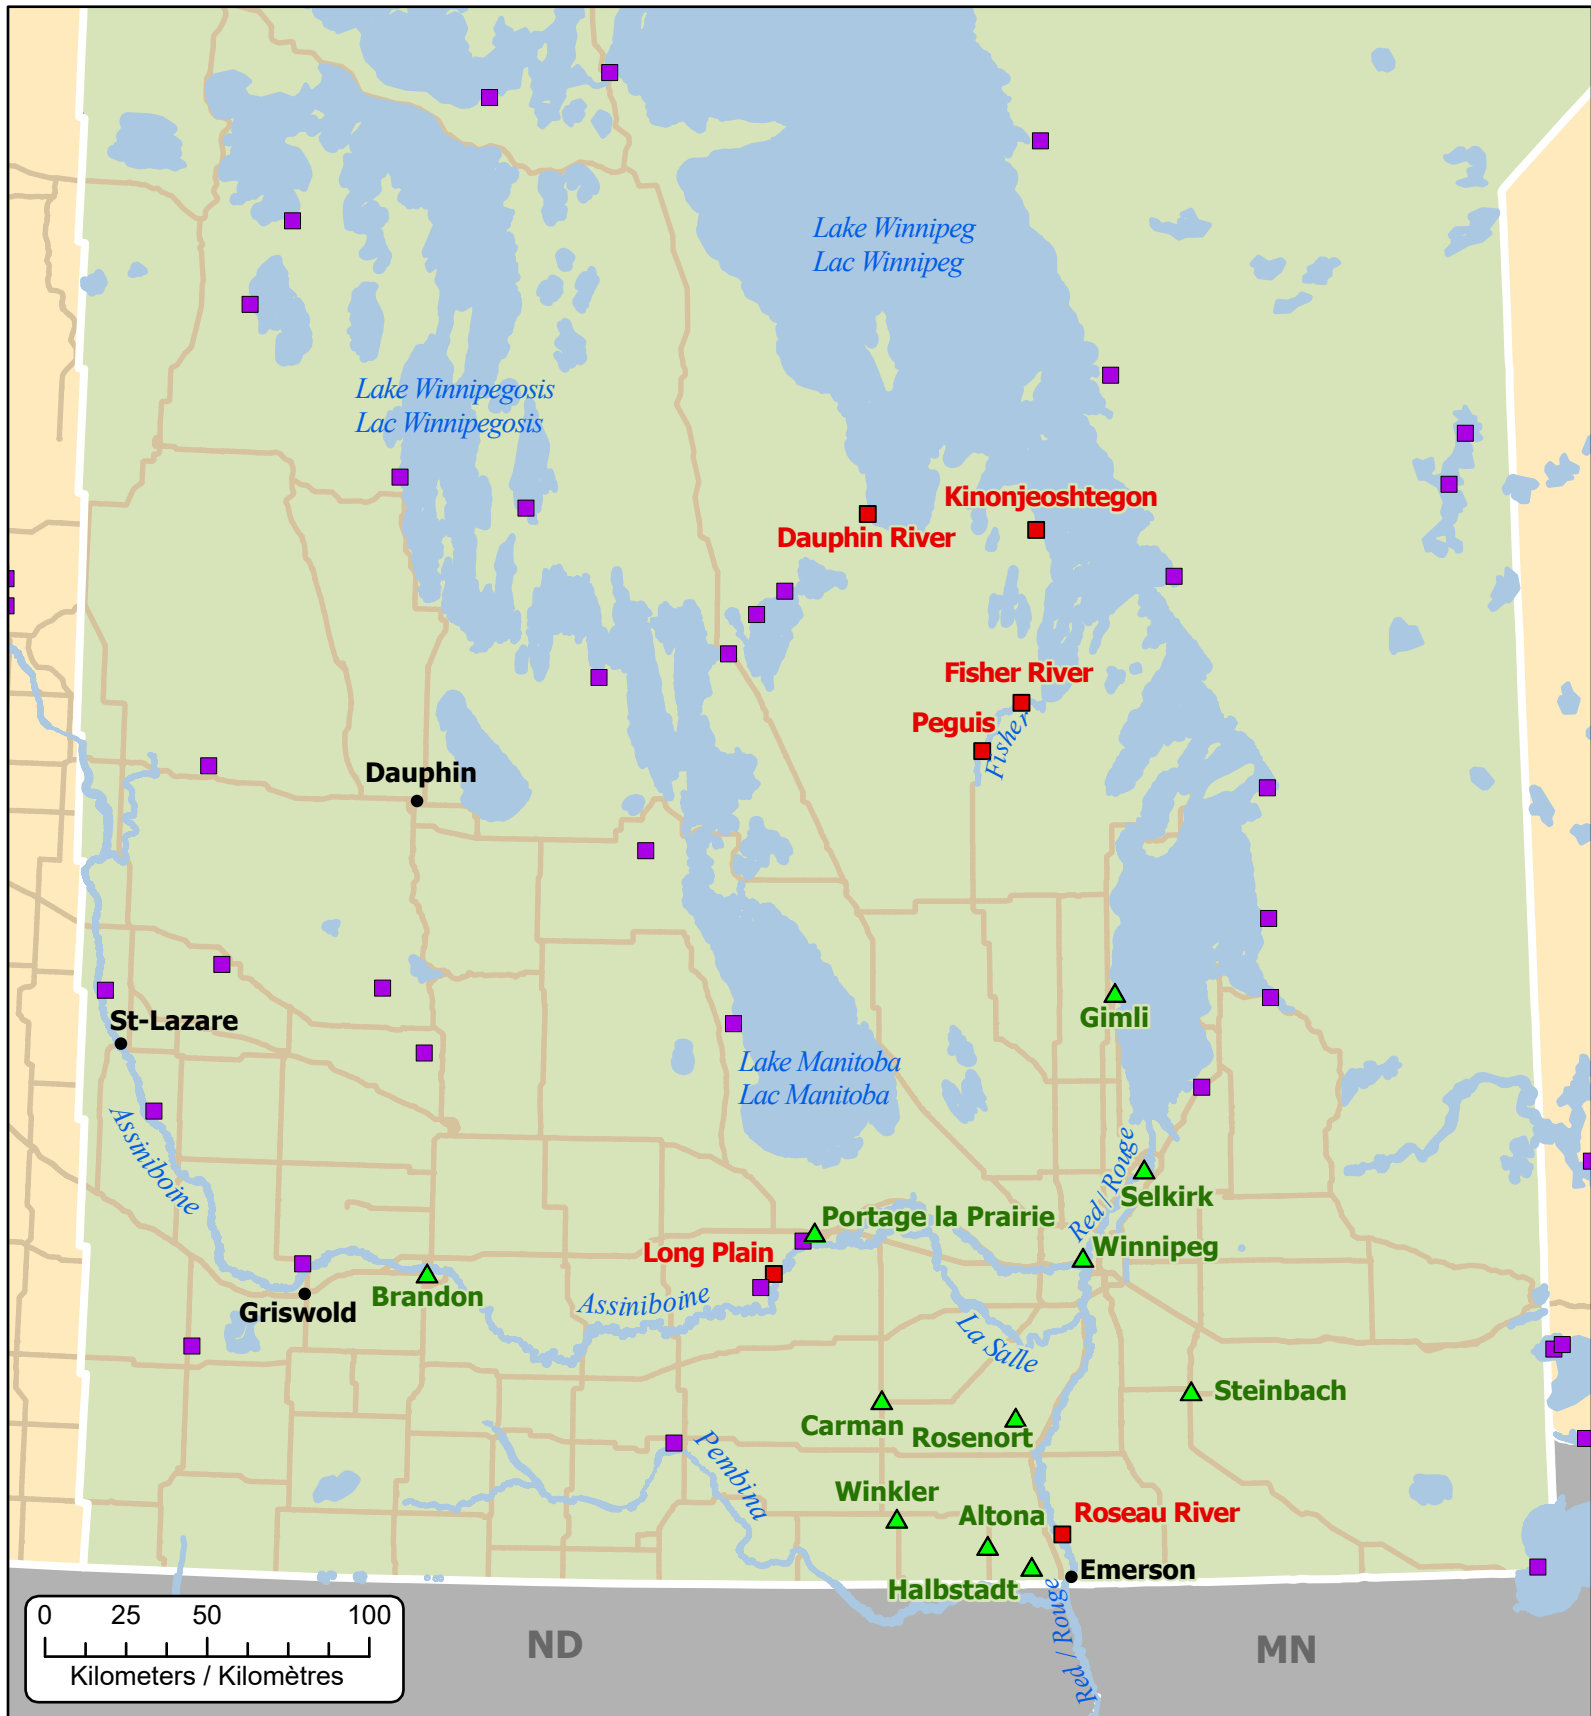 Lake Winnipeg
Lac Winnipeg
Lake Winnipegosis
Lac Winnipegosis
Kinonjeoshtegon
Dauphin River
Fisher River
Peguis
Fisher
Dauphin
Gimli
St-Lazare
Lake Manitoba
Lac Manitoba
Assiniboine
Red / Rouge
Selkirk
Portage la Prairie
Winnipeg
Long Plain
Brandon
Griswold
Assiniboine
La Salle
Steinbach
Carman
Rosenort
Pembina
Winkler
Altona
Roseau River
Emerson
Halbstadt
Red / Rouge
0 25 50 100
Kilometers / Kilomètres
ND
MN